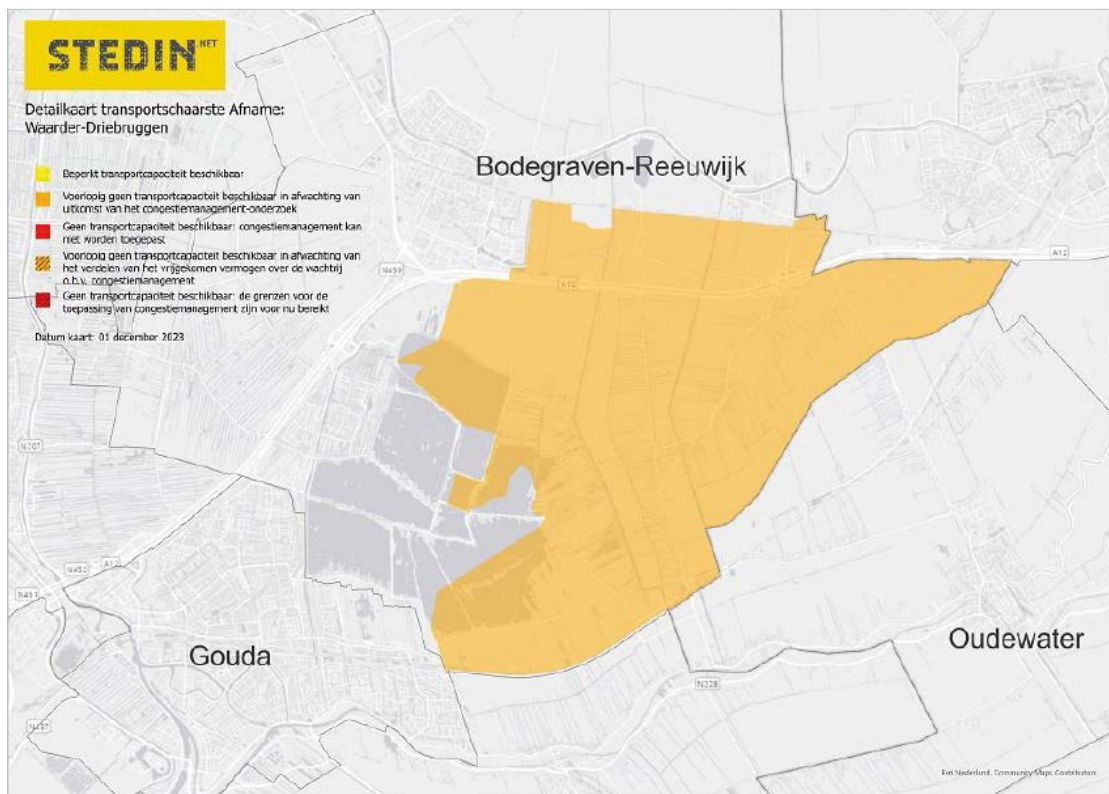 STEDIN.NET
Detailkaart transportschaarste Afname:
Waarder-Driebruggen
Beperkt transportcapaciteit beschikbaar
Voorlopig geen transportcapaciteit beschikbaar in afwachting van
uitkomst van het congestiemanagement-onderzoek
Geen transportcapaciteit beschikbaar: congestiemanagement kan
niet worden toegepast
Voorlopig geen transportcapaciteit beschikbaar in afwachting van
het verdelen van het vrijgekomen vermogen over de wachtrij
o.b.v. congestiemanagement
Geen transportcapaciteit beschikbaar: de grenzen voor de
toepassing van congestiemanagement zijn voor nu bereikt
Datum kaart: 01 december 2023
Bodegraven-Reeuwijk
N459
A12
A12
N207
N452
A12
N451
Gouda
Oudewater
N228
N457
Esri Nederland, Community Maps Contributors